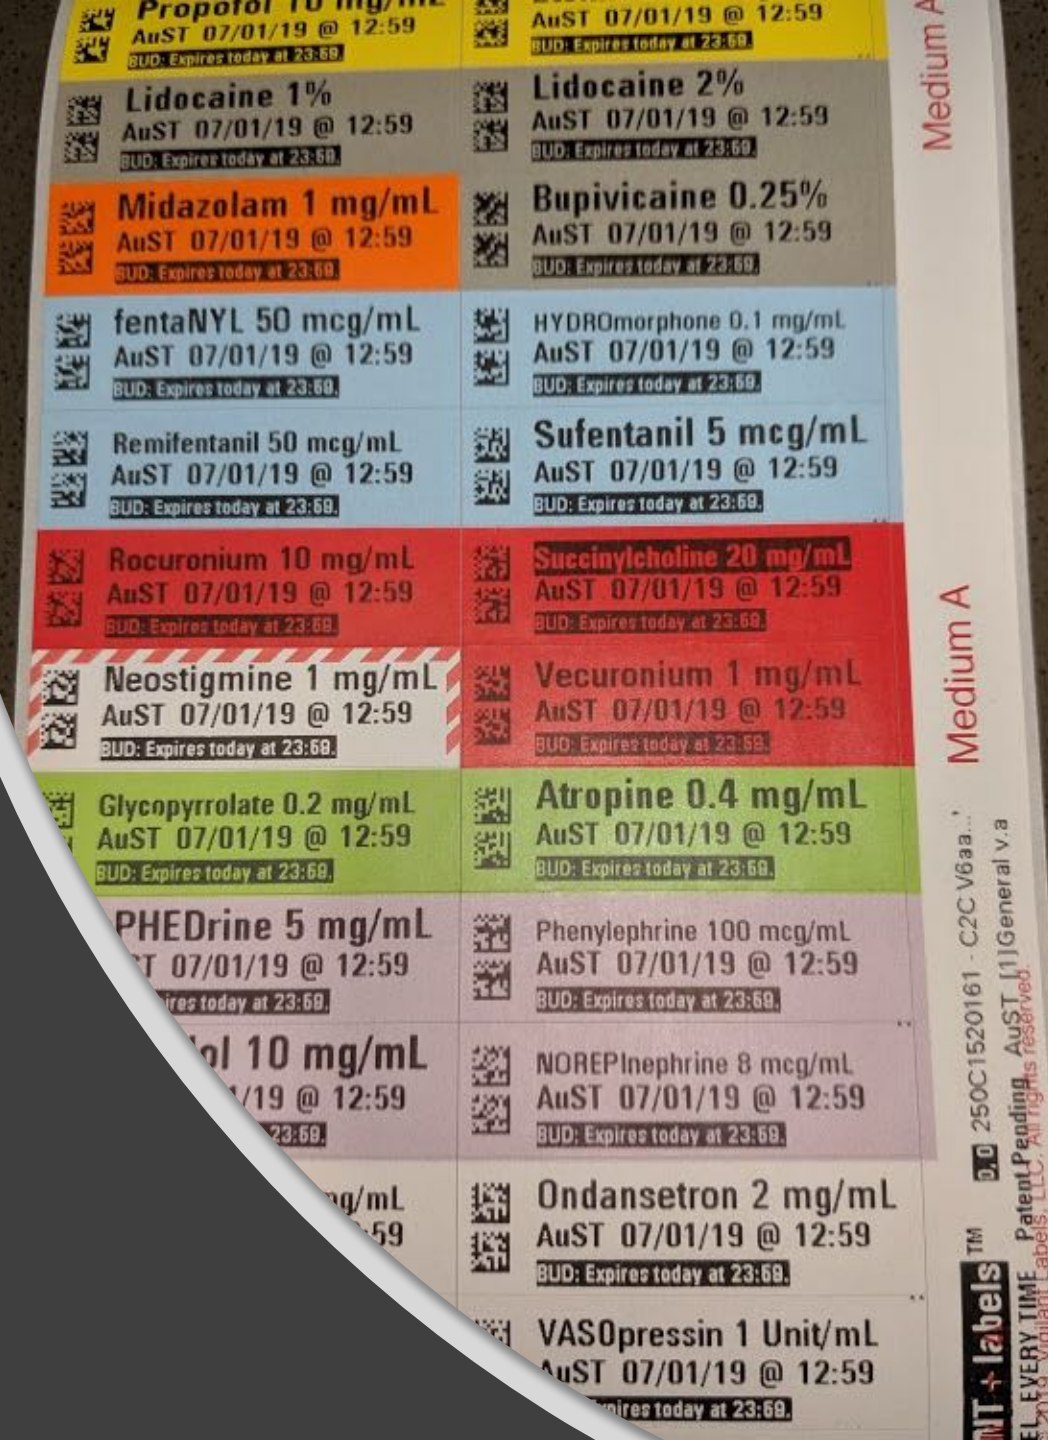 Propofol 10 mg/mL
AuST 07/01/19 @ 12:59
BUD: Expires today at 23:59.
AuST 07/01/19 @ 12:59
BUD: Expires today at 23:59.
Lidocaine 1%
AuST 07/01/19 @ 12:59
BUD: Expires today at 23:59.
Lidocaine 2%
AuST 07/01/19 @ 12:59
BUD: Expires today at 23:59.
Midazolam 1 mg/mL
AuST 07/01/19 @ 12:59
BUD: Expires today at 23:59.
Bupivicaine 0.25%
AuST 07/01/19 @ 12:59
BUD: Expires today at 23:59.
fentaNYL 50 mcg/mL
AuST 07/01/19 @ 12:59
BUD: Expires today at 23:59.
HYDROmorphone 0.1 mg/mL
AuST 07/01/19 @ 12:59
BUD: Expires today at 23:59.
Remifentanil 50 mcg/mL
AuST 07/01/19 @ 12:59
BUD: Expires today at 23:59.
Sufentanil 5 mcg/mL
AuST 07/01/19 @ 12:59
BUD: Expires today at 23:59.
Rocuronium 10 mg/mL
AuST 07/01/19 @ 12:59
BUD: Expires today at 23:59.
Succinylcholine 20 mg/mL
AuST 07/01/19 @ 12:59
BUD: Expires today at 23:59.
Neostigmine 1 mg/mL
AuST 07/01/19 @ 12:59
BUD: Expires today at 23:59.
Vecuronium 1 mg/mL
AuST 07/01/19 @ 12:59
BUD: Expires today at 23:59.
Glycopyrrolate 0.2 mg/mL
AuST 07/01/19 @ 12:59
BUD: Expires today at 23:59.
Atropine 0.4 mg/mL
AuST 07/01/19 @ 12:59
BUD: Expires today at 23:59.
PHEDrine 5 mg/mL
07/01/19 @ 12:59
today at 23:59.
Phenylephrine 100 mcg/mL
AuST 07/01/19 @ 12:59
BUD: Expires today at 23:59.
10 mg/mL
/19 @ 12:59
23:59.
NOREPInephrine 8 mcg/mL
AuST 07/01/19 @ 12:59
BUD: Expires today at 23:59.
Ondansetron 2 mg/mL
AuST 07/01/19 @ 12:59
BUD: Expires today at 23:59.
VASOpressin 1 Unit/mL
AuST 07/01/19 @ 12:59
today at 23:59.
Medium A
Medium A
250C1520161 - C2C V6aa...'
Patent Pending AuST [1]General v.a
labels™
EVERY TIME
2019 Vigilant Labels, LLC. All rights reserved.